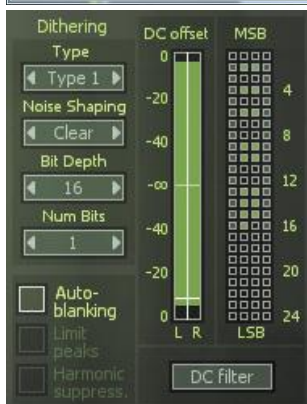 Dithering
Type
Type 1
Noise Shaping
Clear
Bit Depth
16
Num Bits
1
Auto-
blanking
Limit
peaks
Harmonic
suppress.
DC offset
0
-20
-40
-∞
-40
-20
0
L R
MSB
4
8
12
16
20
24
LSB
DC filter